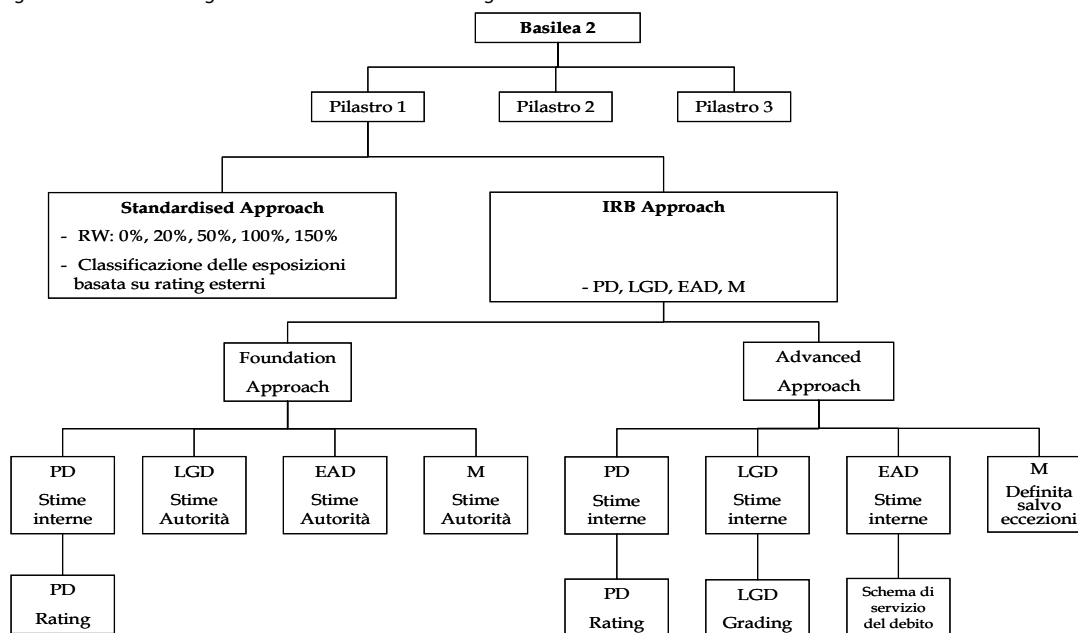 Basilea 2
Pilastro 1
Pilastro 2
Pilastro 3
Standardised Approach
- RW: 0%, 20%, 50%, 100%, 150%
- Classificazione delle esposizioni
basata su rating esterni
IRB Approach
- PD, LGD, EAD, M
Foundation
Approach
Advanced
Approach
PD
Stime
interne
LGD
Stime
Autorità
EAD
Stime
Autorità
M
Stime
Autorità
PD
Stime
interne
LGD
Stime
interne
EAD
Stime
interne
M
Definita
salvo
eccezioni
PD
Rating
PD
Rating
LGD
Grading
Schema di
servizio
del debito